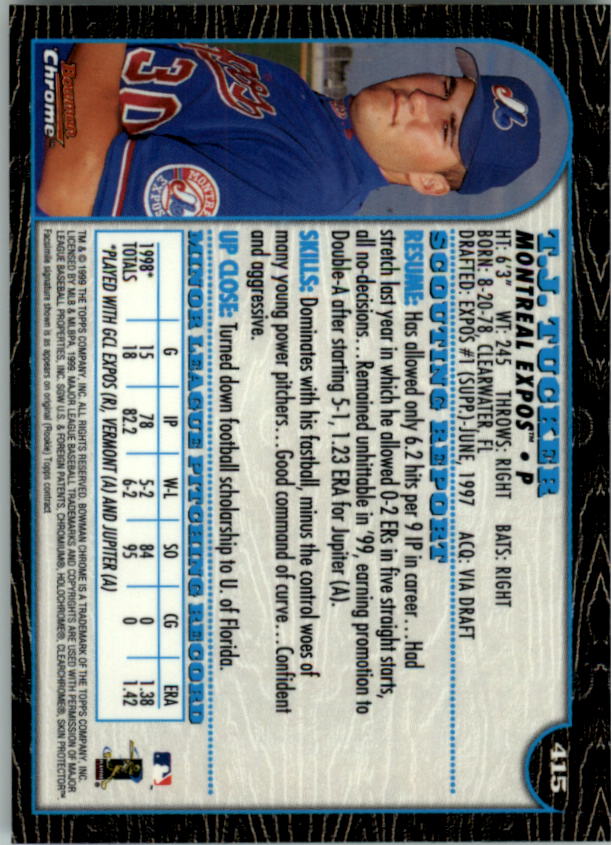 415
T.J. TUCKER
MONTREAL EXPOS™ • P
HT: 6'3" WT: 245 THROWS: RIGHT BATS: RIGHT
BORN: 8-20-78, CLEARWATER, FL
DRAFTED: EXPOS #1 (SUPP.)-JUNE, 1997 ACQ: VIA DRAFT
SCOUTING REPORT
RESUME: Has allowed only 6.2 hits per 9 IP in career...Had
stretch last year in which he allowed 0-2 ERs in five straight starts,
all no-decisions...Remained unhittable in '99, earning promotion to
Double-A after starting 5-1, 1.23 ERA for Jupiter (A).
SKILLS: Dominates with his fastball, minus the control woes of
many young power pitchers...Good command of curve...Confident
and aggressive.
UP CLOSE: Turned down football scholarship to U. of Florida.
MINOR LEAGUE PITCHING RECORD
G IP W-L SO CG ERA
1998* 15 78 5-2 84 0 1.38
TOTALS 18 82.2 6-2 95 0 1.42
*PLAYED WITH GCL EXPOS (R), VERMONT (A) AND JUPITER (A)
TM & © 1999 THE TOPPS COMPANY, INC. ALL RIGHTS RESERVED. BOWMAN CHROME IS A TRADEMARK OF THE TOPPS COMPANY, INC.
LICENSED BY MLB & MLBPA, 1999. MAJOR LEAGUE BASEBALL TRADEMARKS AND COPYRIGHTS ARE USED WITH PERMISSION OF MAJOR
LEAGUE BASEBALL PROPERTIES, INC. SGW U.S. & FOREIGN PATENTS, CHROMIUM®, HOLOCHROME®, CLEARCHROME®, SKIN PROTECTOR™
Facsimile signature shown is as appears on original (Rookie) Topps contract
Bowman
Chrome™
30
MONTR
EXPOS